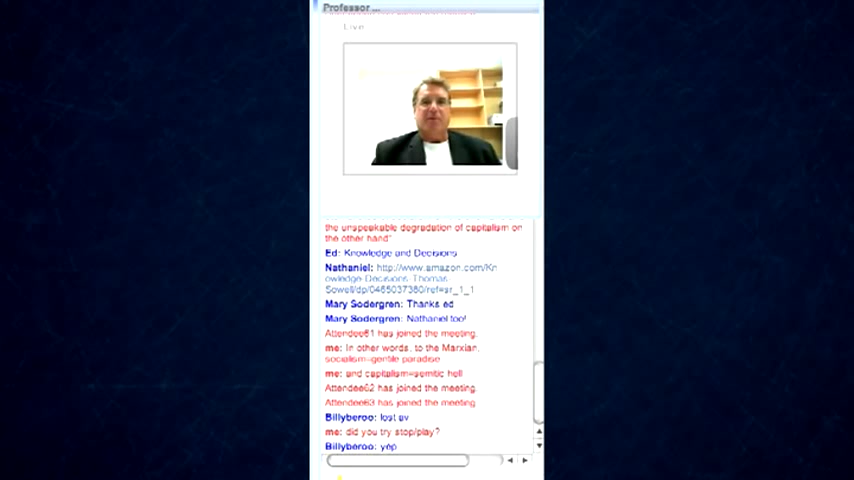 Professor ...
Live
the unspeakable degradation of capitalism on
the other hand"
Ed: Knowledge and Decisions
Nathaniel: http://www.amazon.com/Kn
owledge-Decisions-Thomas-
Sowell/dp/0465037380/ref=sr_1_1
Mary Sodergren: Thanks ed
Mary Sodergren: Nathaniel too!
Attendee61 has joined the meeting.
me: In other words, to the Marxian,
socialism=gentile paradise
me: and capitalism=semitic hell
Attendee62 has joined the meeting.
Attendee63 has joined the meeting.
Billyberoo: lost av
me: did you try stop/play?
Billyberoo: yep